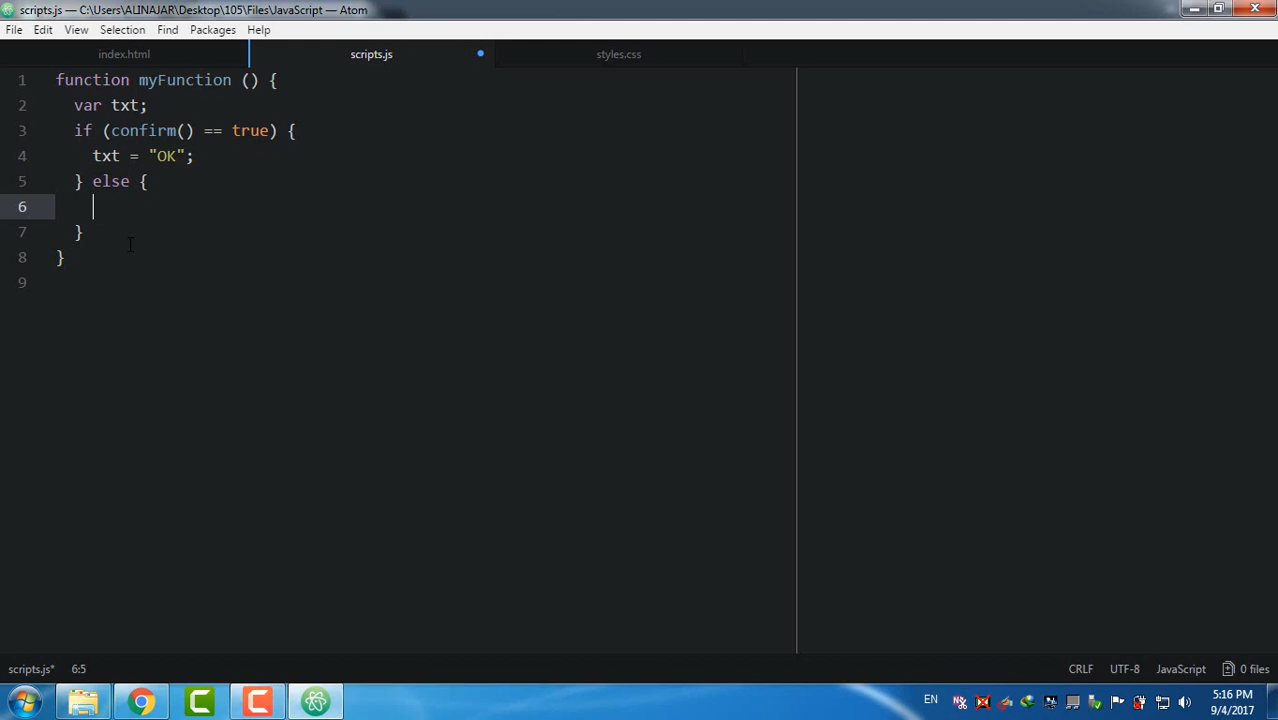 scripts.js — C:\Users\ALINAJAR\Desktop\105\Files\JavaScript — Atom
File Edit View Selection Find Packages Help
index.html scripts.js styles.css
1 function myFunction () {
2 var txt;
3 if (confirm() == true) {
4 txt = "OK";
5 } else {
6
7 }
8 }
9
scripts.js* 6:5 CRLF UTF-8 JavaScript 0 files
EN 5:16 PM
9/4/2017